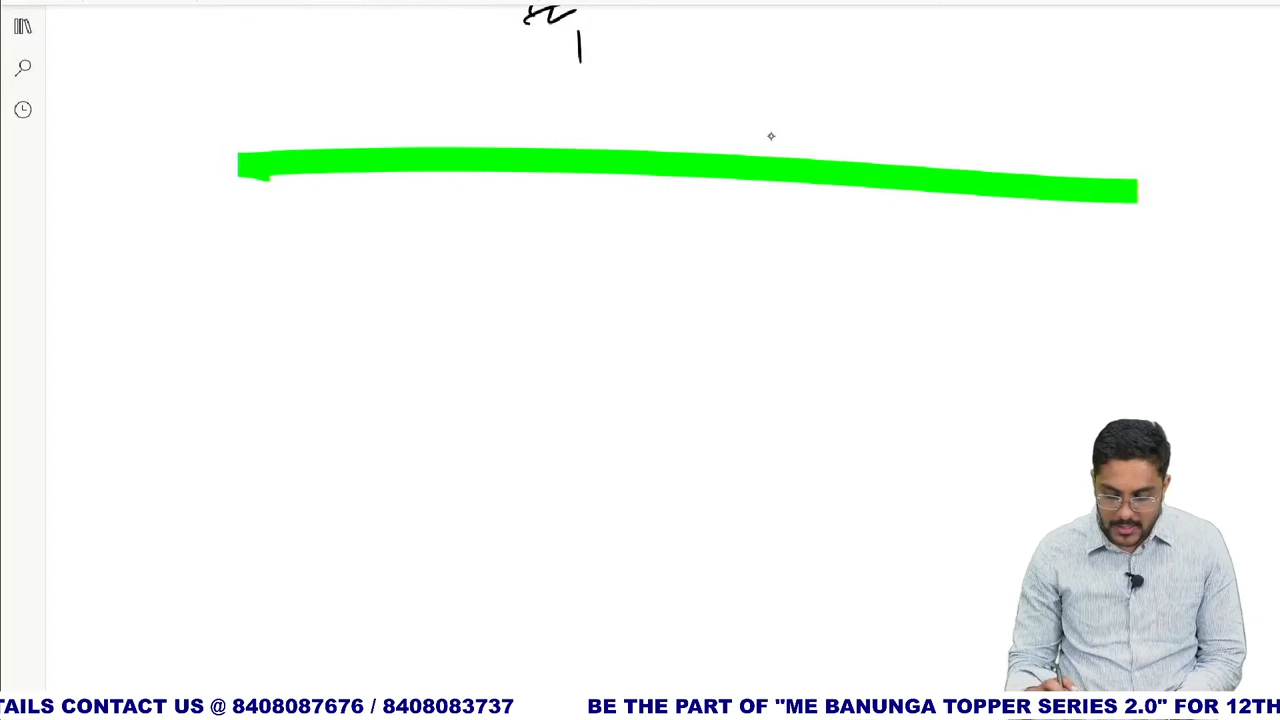 TAILS CONTACT US @ 8408087676 / 8408083737 BE THE PART OF "ME BANUNGA TOPPER SERIES 2.0" FOR 12TH